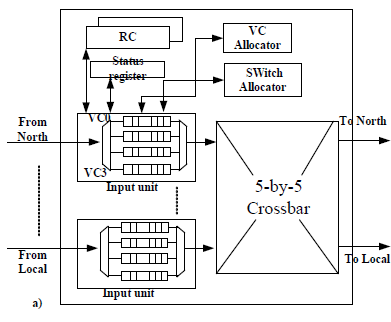 RC
VC
Allocator
Status
register
SWitch
Allocator
From
North
VC0
VC3
Input unit
To North
5-by-5
Crossbar
From
Local
To Local
Input unit
a)